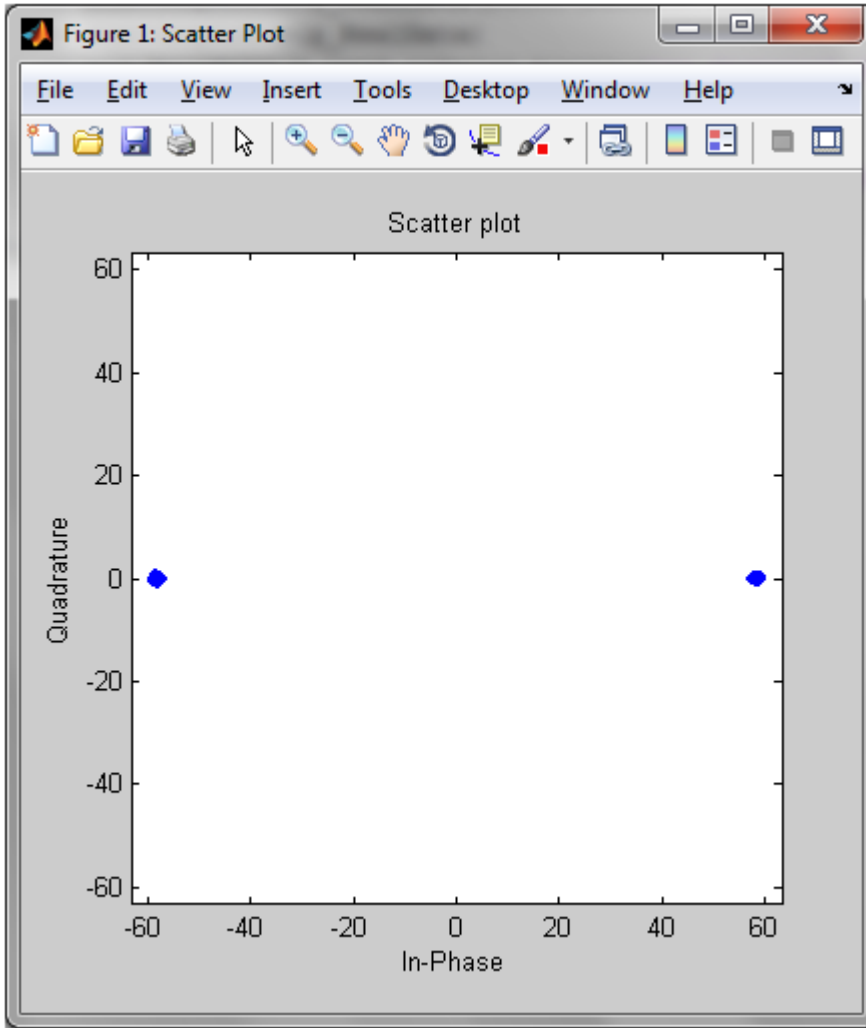 Figure 1: Scatter Plot
File Edit View Insert Tools Desktop Window Help
Scatter plot
60
40
20
0
-20
-40
-60
Quadrature
-60 -40 -20 0 20 40 60
In-Phase